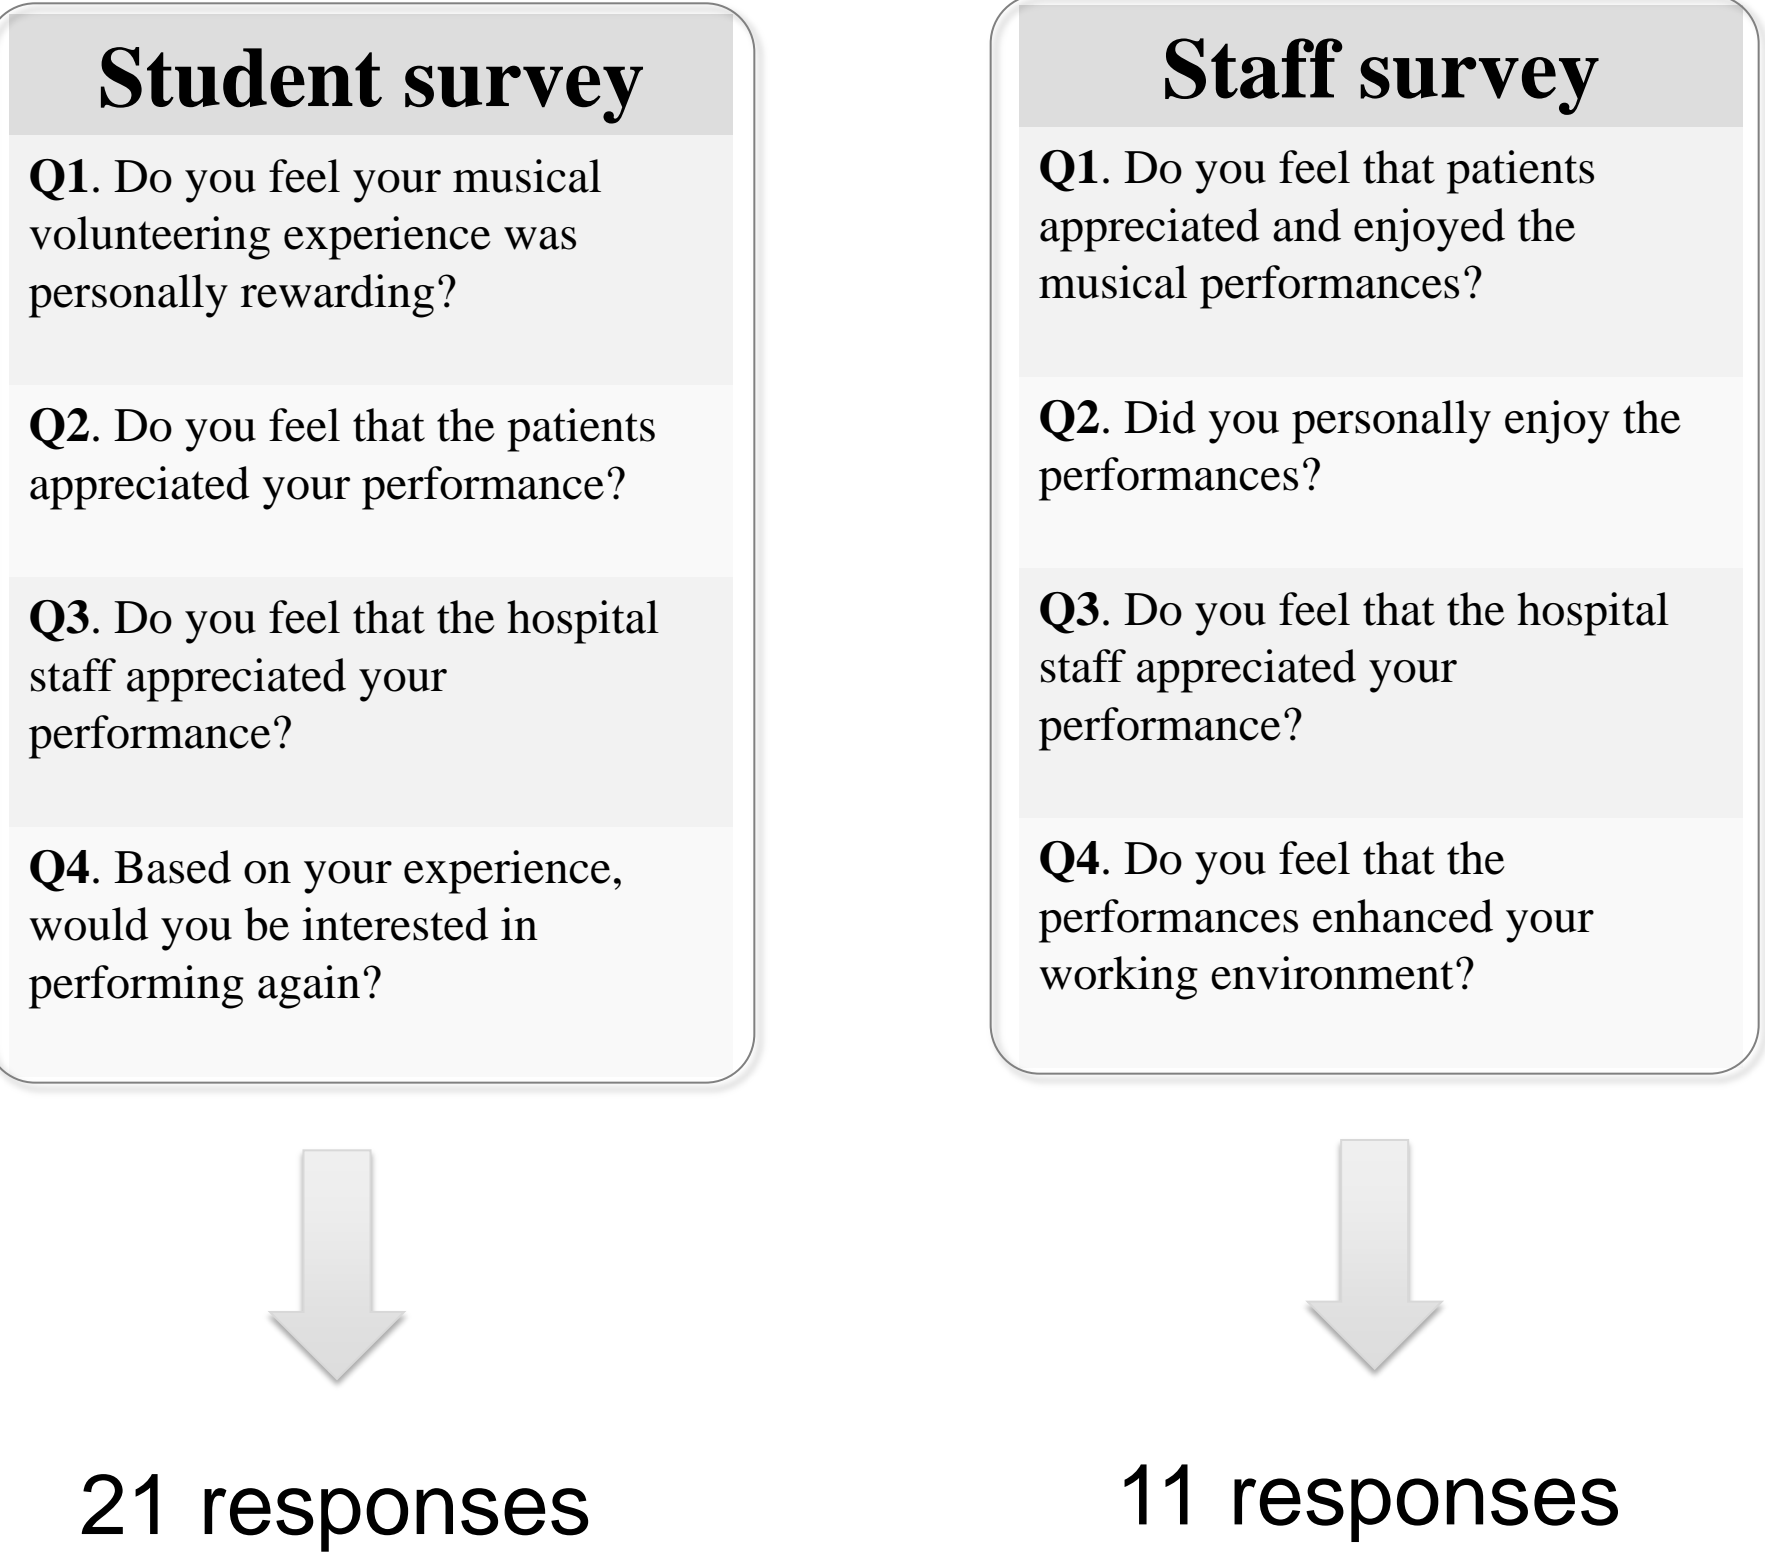 Student survey
Q1. Do you feel your musical
volunteering experience was
personally rewarding?
Q2. Do you feel that the patients
appreciated your performance?
Q3. Do you feel that the hospital
staff appreciated your
performance?
Q4. Based on your experience,
would you be interested in
performing again?
21 responses
Staff survey
Q1. Do you feel that patients
appreciated and enjoyed the
musical performances?
Q2. Did you personally enjoy the
performances?
Q3. Do you feel that the hospital
staff appreciated your
performance?
Q4. Do you feel that the
performances enhanced your
working environment?
11 responses